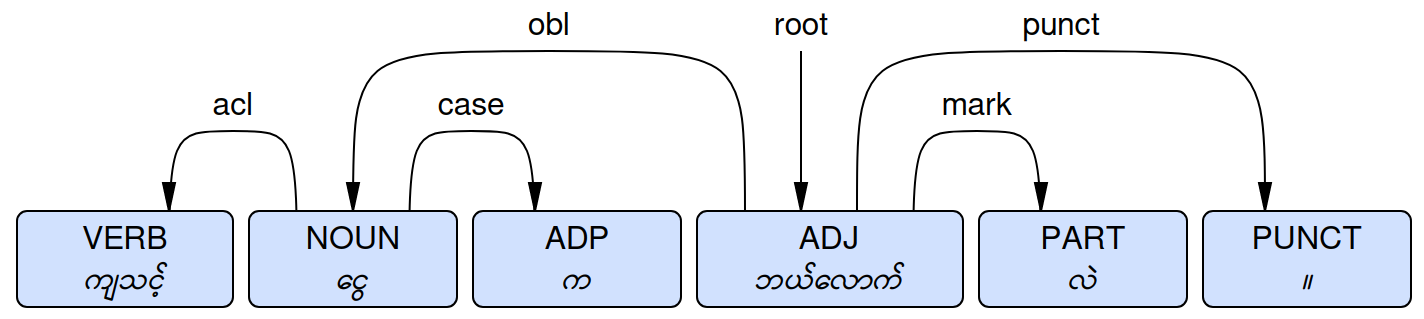 obl root punct
acl case mark
VERB NOUN ADP ADJ PART PUNCT
ကျသင့် ငွေ က ဘယ်လောက် လဲ ။